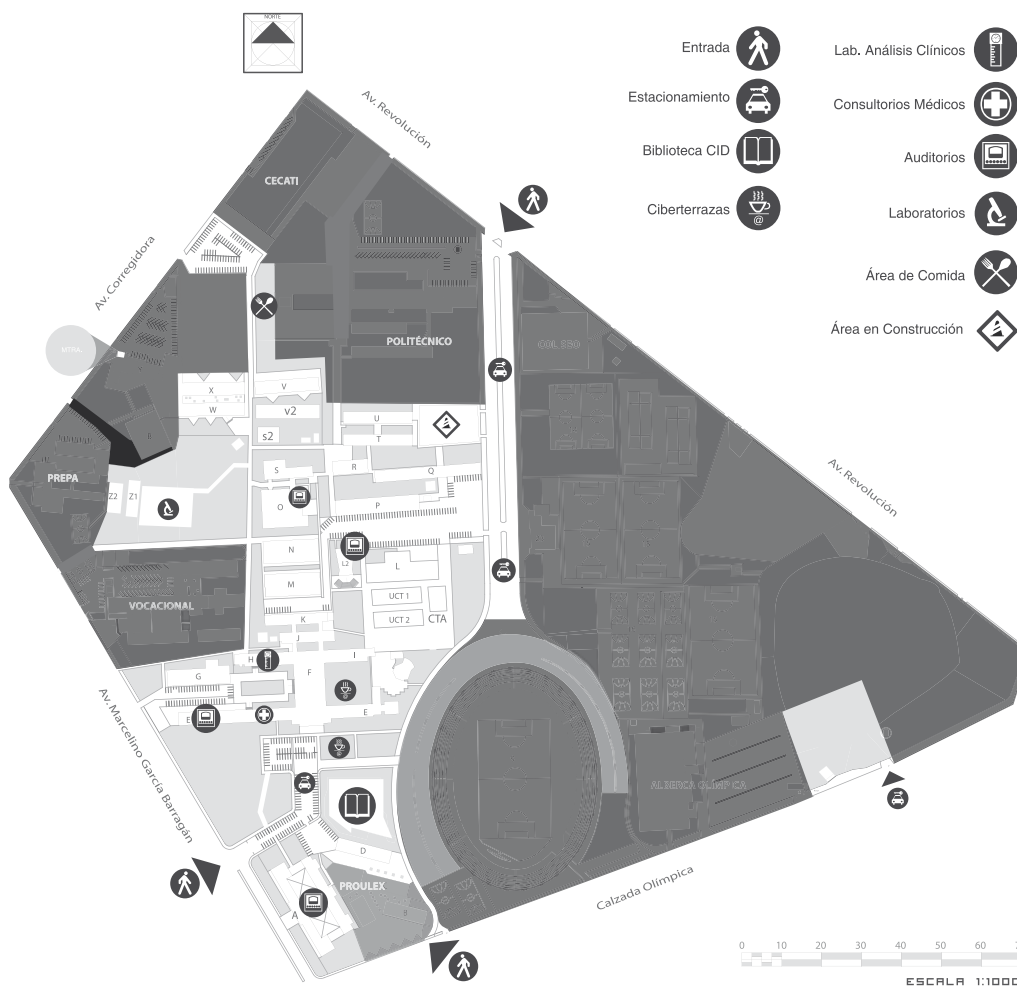 NORTE
Entrada
Estacionamiento
Biblioteca CID
Ciberterrazas
@
Lab. Análisis Clínicos
Consultorios Médicos
Auditorios
Laboratorios
Área de Comida
Área en Construcción
Av. Revolución
Av. Corregidora
CECATI
POLITÉCNICO
PREPA
VOCACIONAL
X
W
V
v2
s2
U
T
S
R
Q
O
P
Z2
Z1
N
M
L2
L
UCT 1
UCT 2
CTA
K
J
H
I
G
F
E
E
Av. Revolución
Av. Marcelino García Barragán
ALBERCA OLÍMPICA
D
PROULEX
A
B
Calzada Olímpica
0 10 20 30 40 50 60
ESCALA 1:1000